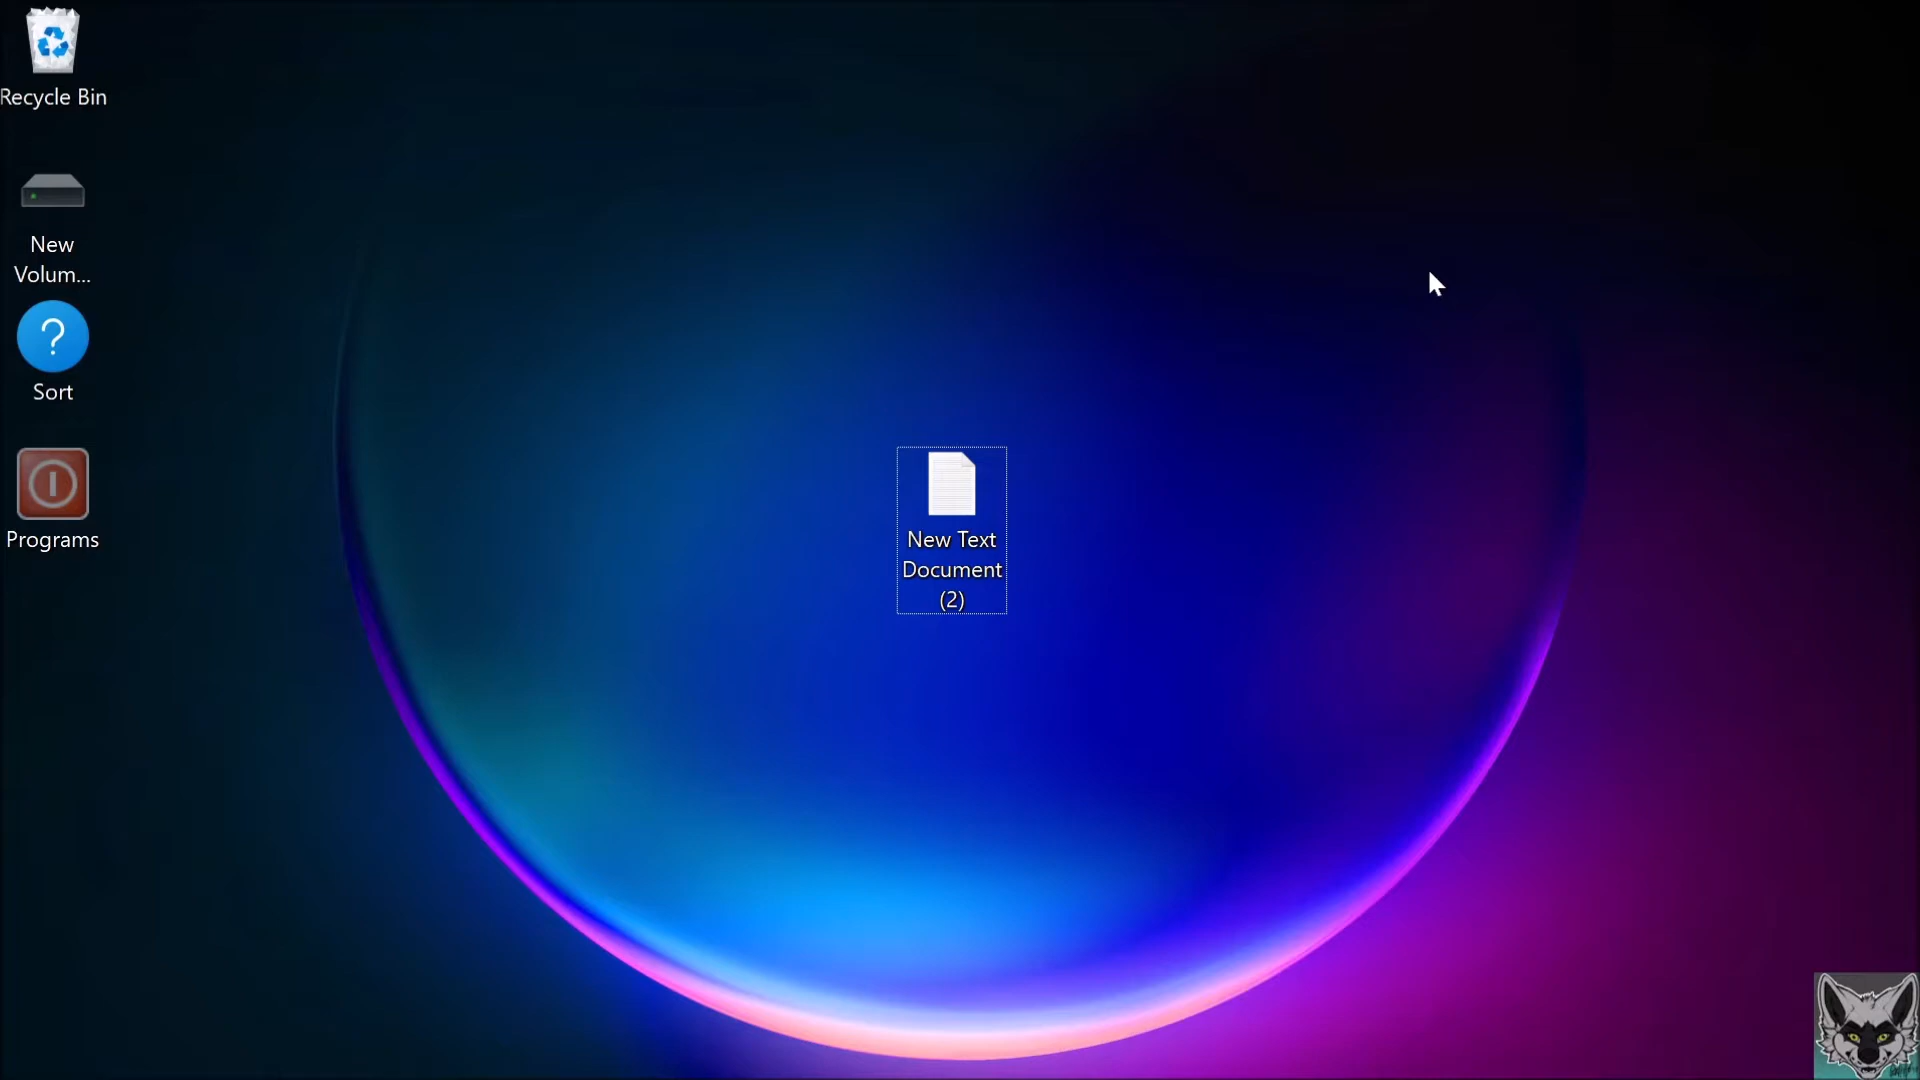 Recycle Bin
New
Volum...
Sort
Programs
New Text
Document
(2)